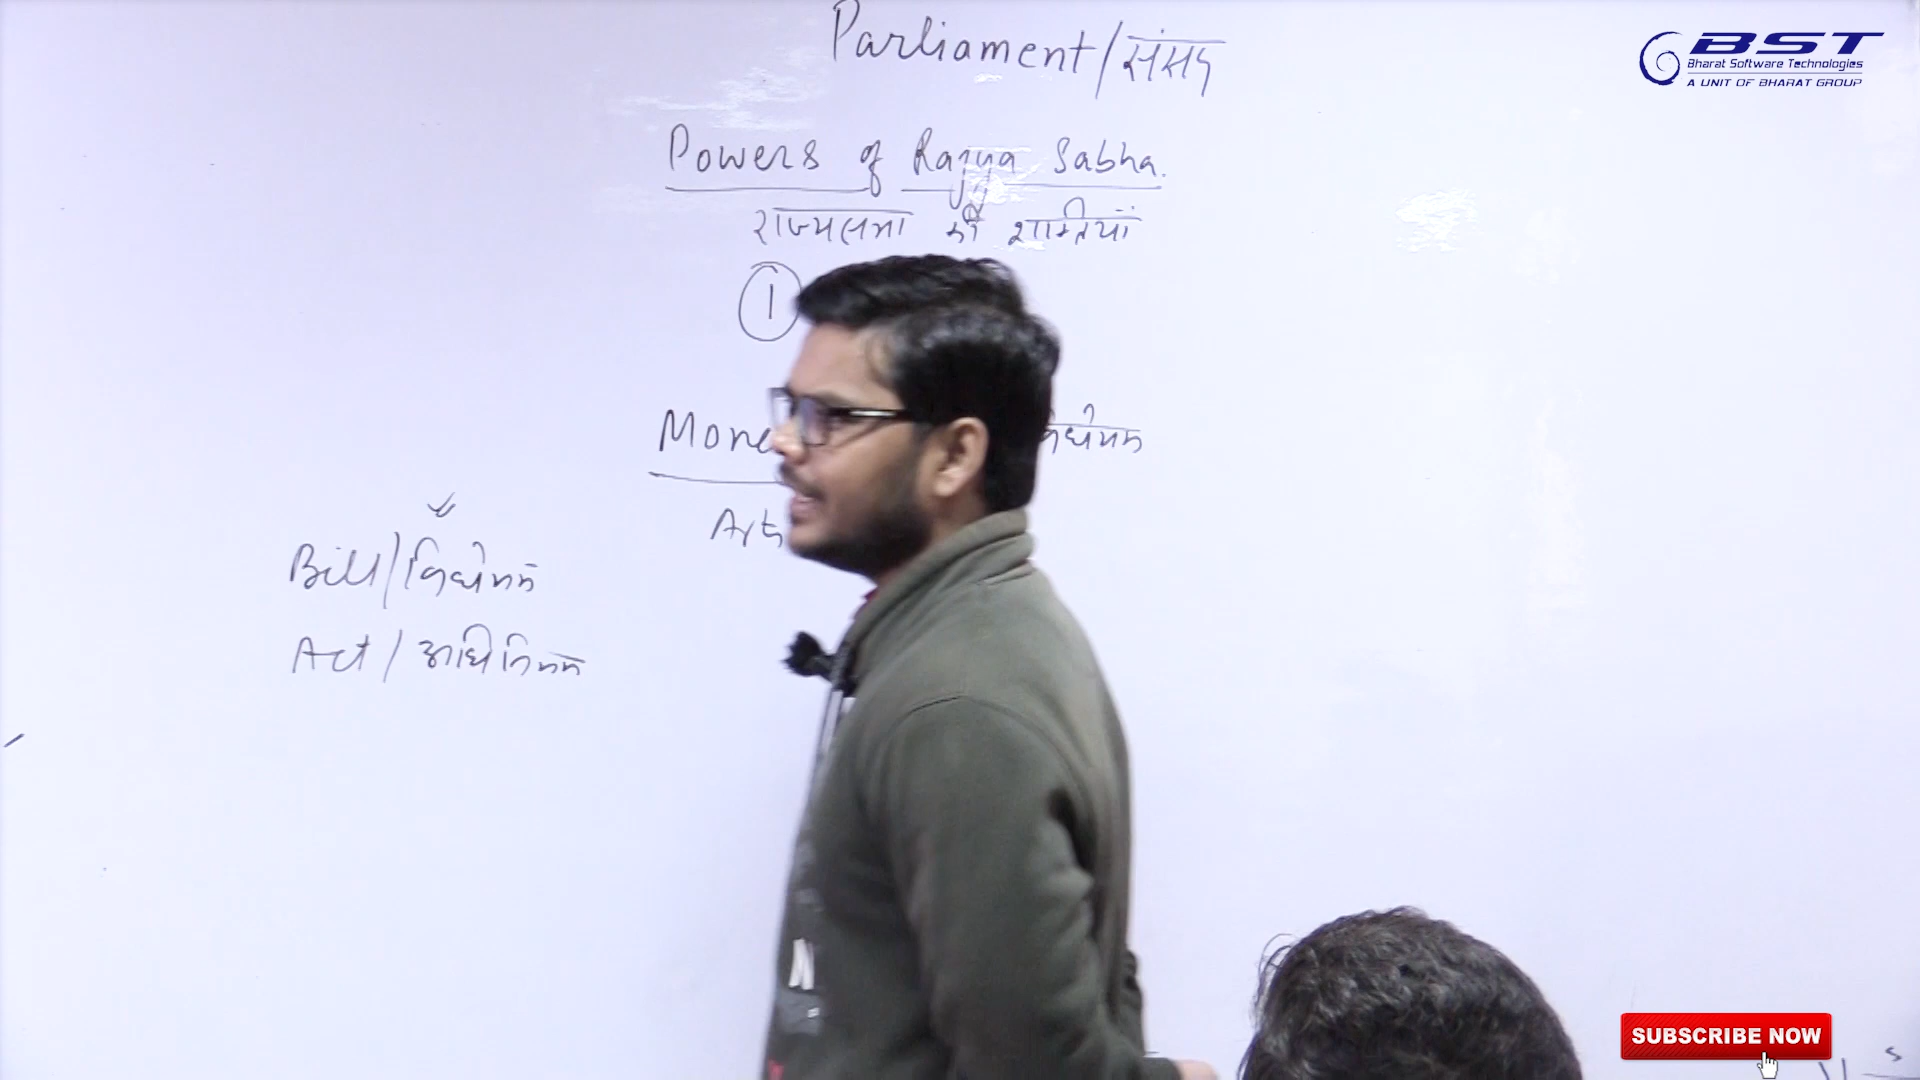 Parliament/संसद
BST
Bharat Software Technologies
A UNIT OF BHARAT GROUP
Powers of Rajya Sabha.
राज्यसभा की शक्तियां
1
Bill/विधेयक
Act/अधिनियम
N
SUBSCRIBE NOW